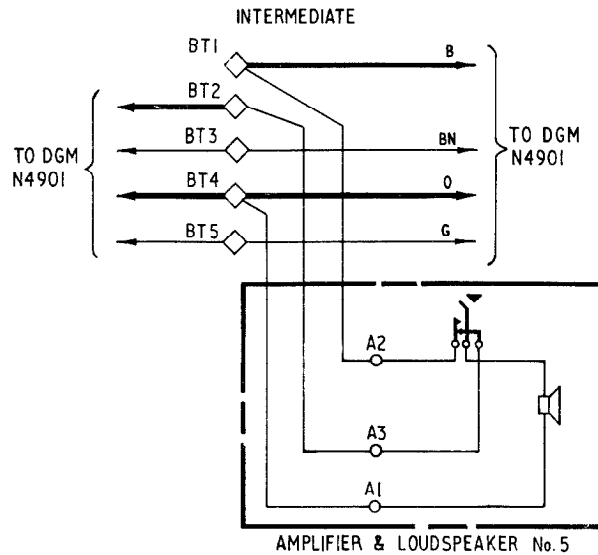 INTERMEDIATE
BT1
B
BT2
BT3
BN
TO DGM
N4901
TO DGM
N4901
BT4
O
BT5
G
A2
A3
A1
AMPLIFIER & LOUDSPEAKER No. 5